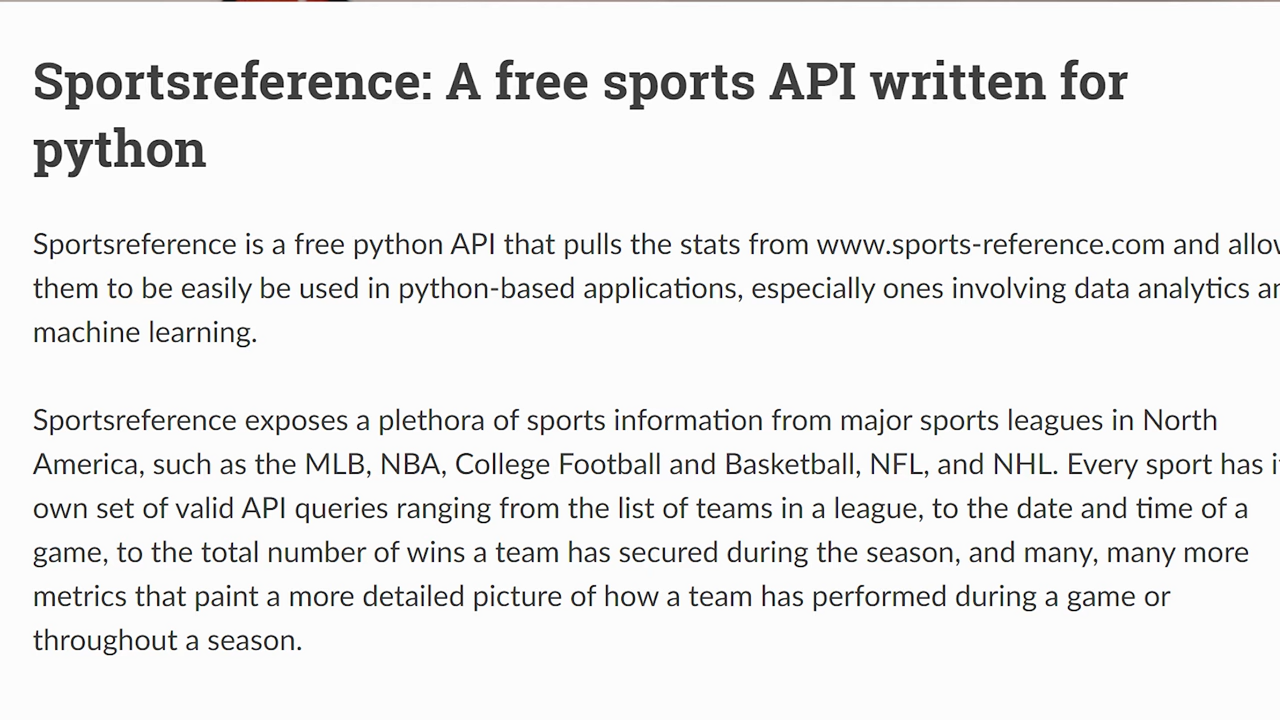 Sportsreference: A free sports API written for
python
Sportsreference is a free python API that pulls the stats from www.sports-reference.com and
them to be easily be used in python-based applications, especially ones involving data analytics
machine learning.
Sportsreference exposes a plethora of sports information from major sports leagues in North
America, such as the MLB, NBA, College Football and Basketball, NFL, and NHL. Every sport has
own set of valid API queries ranging from the list of teams in a league, to the date and time of a
game, to the total number of wins a team has secured during the season, and many, many more
metrics that paint a more detailed picture of how a team has performed during a game or
throughout a season.